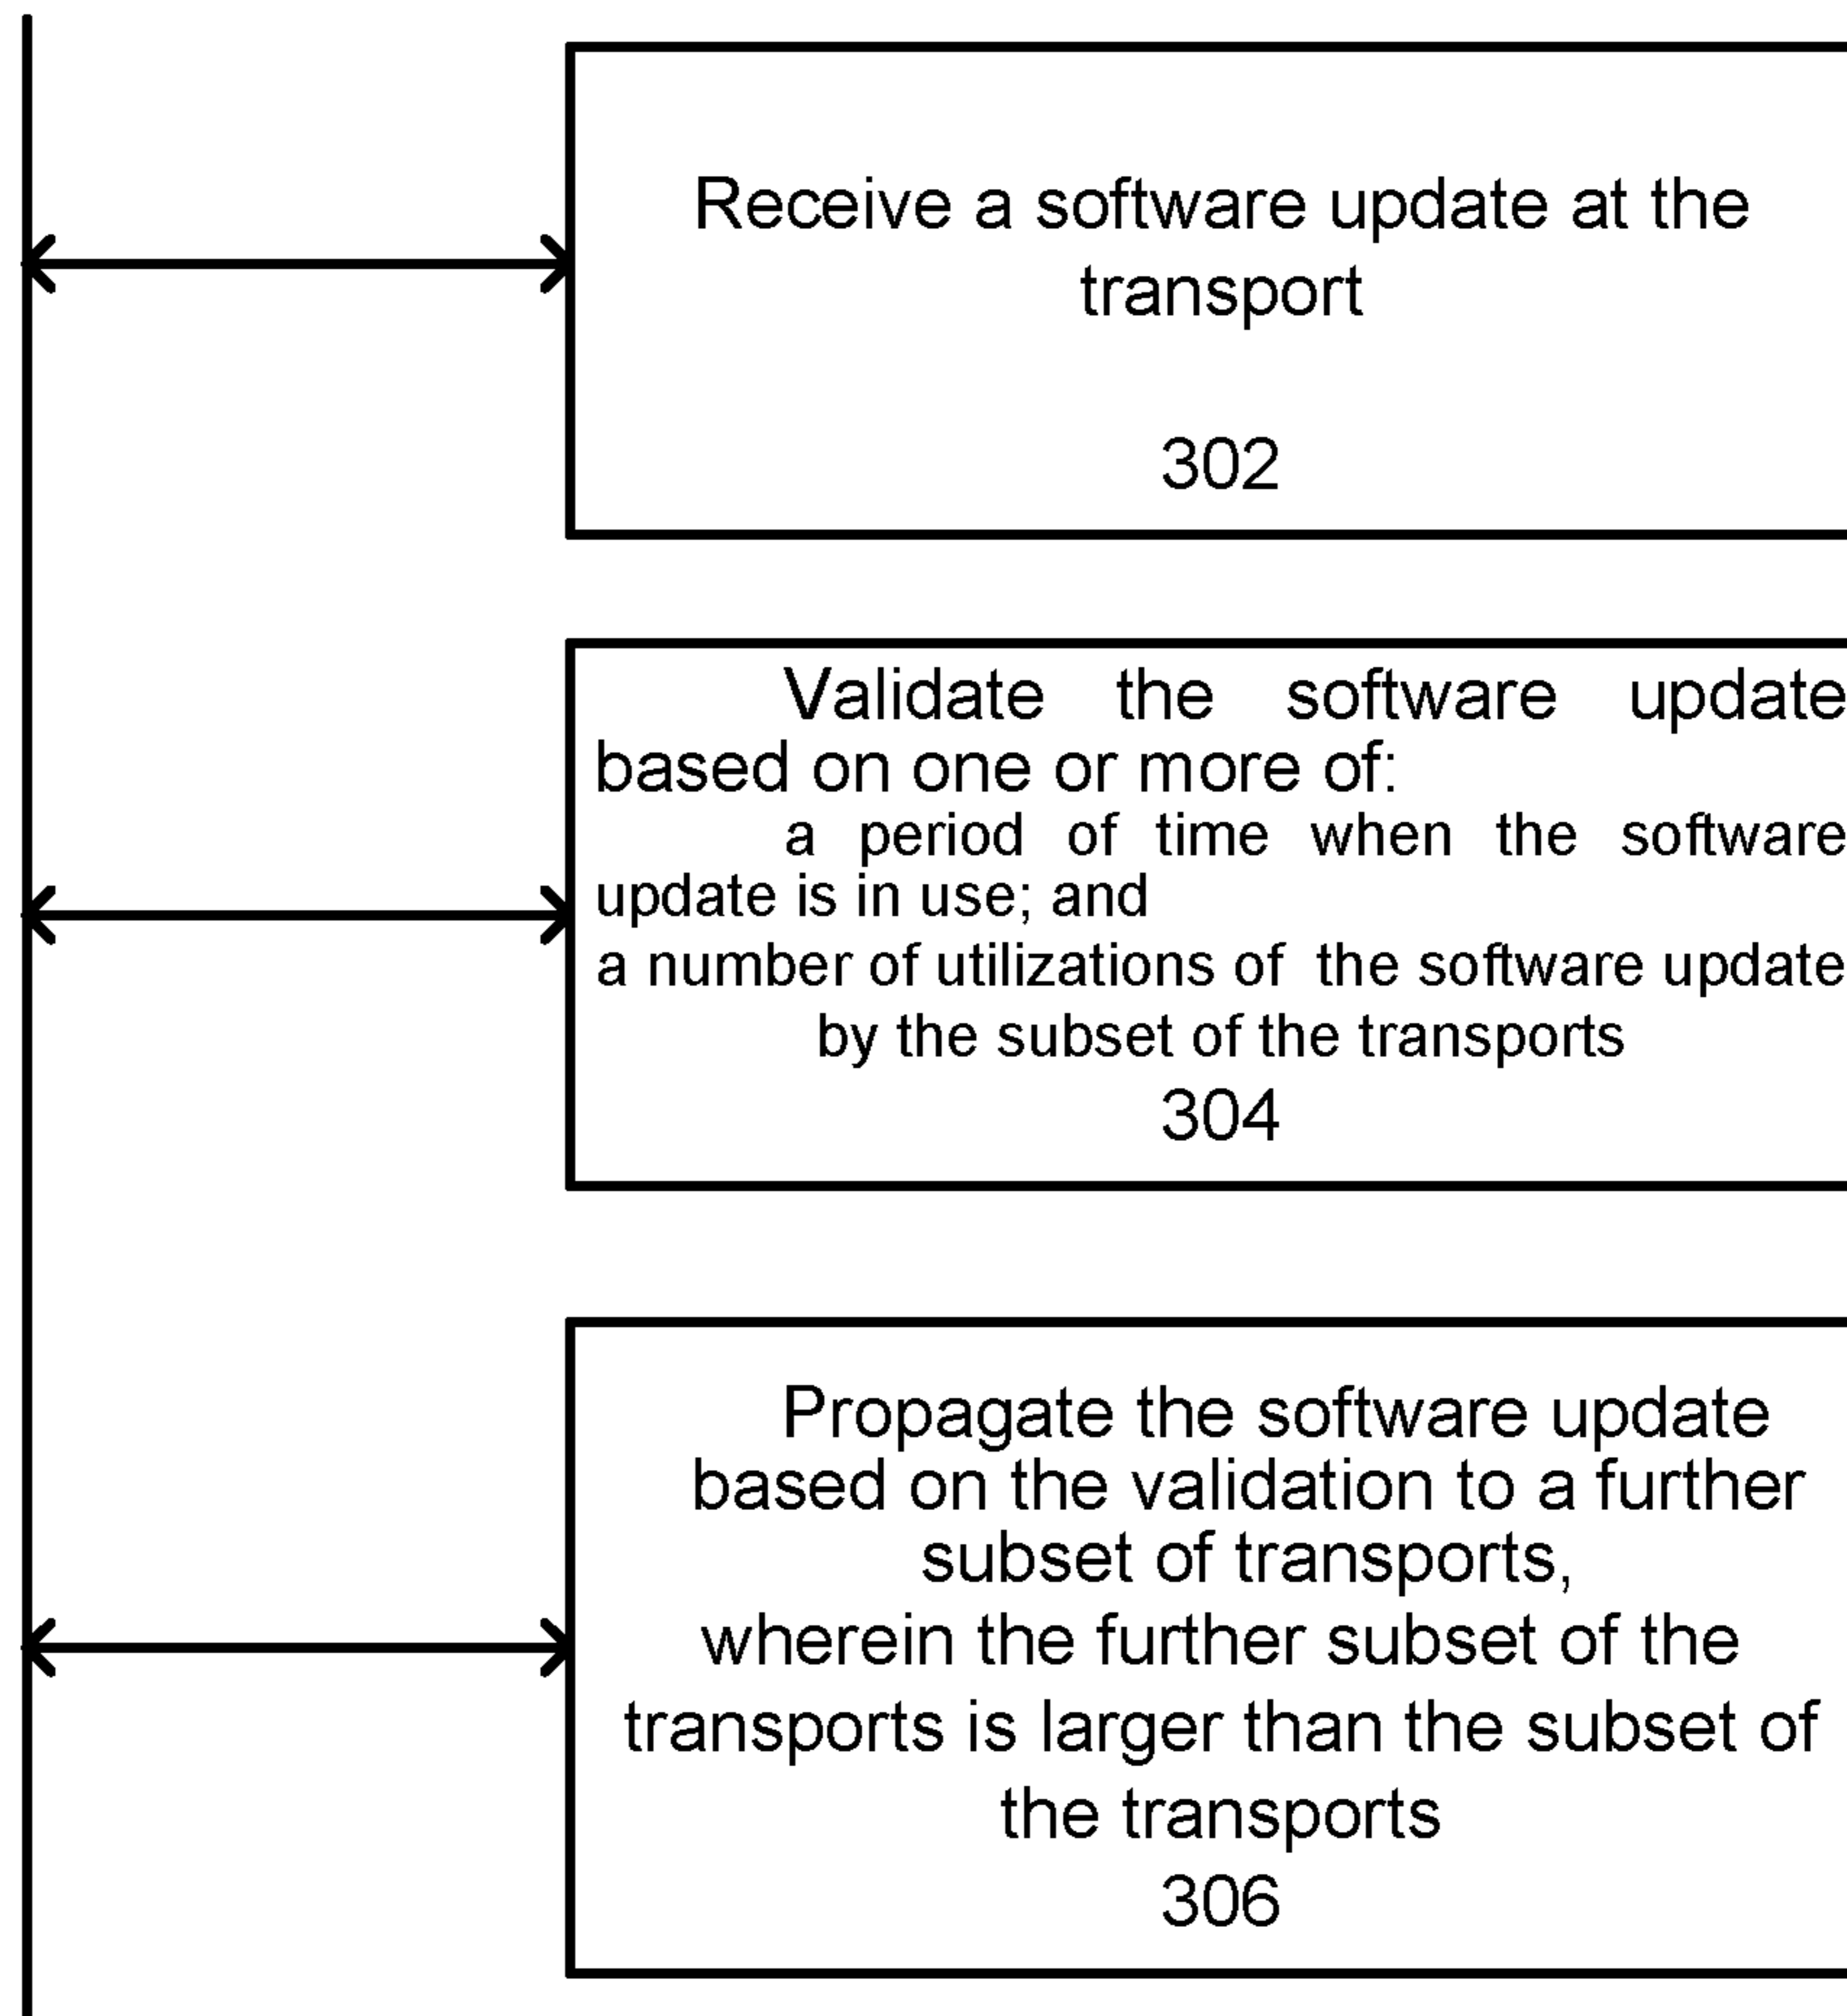 Receive a software update at the
transport
302
Validate the software update
based on one or more of:
a period of time when the software
update is in use; and
a number of utilizations of the software update
by the subset of the transports
304
Propagate the software update
based on the validation to a further
subset of transports,
wherein the further subset of the
transports is larger than the subset of
the transports
306